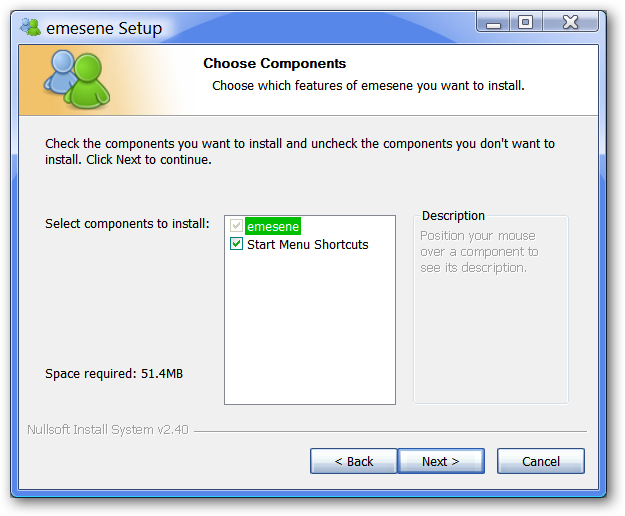 emesene Setup
Choose Components
Choose which features of emesene you want to install.
Check the components you want to install and uncheck the components you don't want to
install. Click Next to continue.
Select components to install:
emesene
Start Menu Shortcuts
Description
Position your mouse
over a component to
see its description.
Space required: 51.4MB
Nullsoft Install System v2.40
< Back
Next >
Cancel